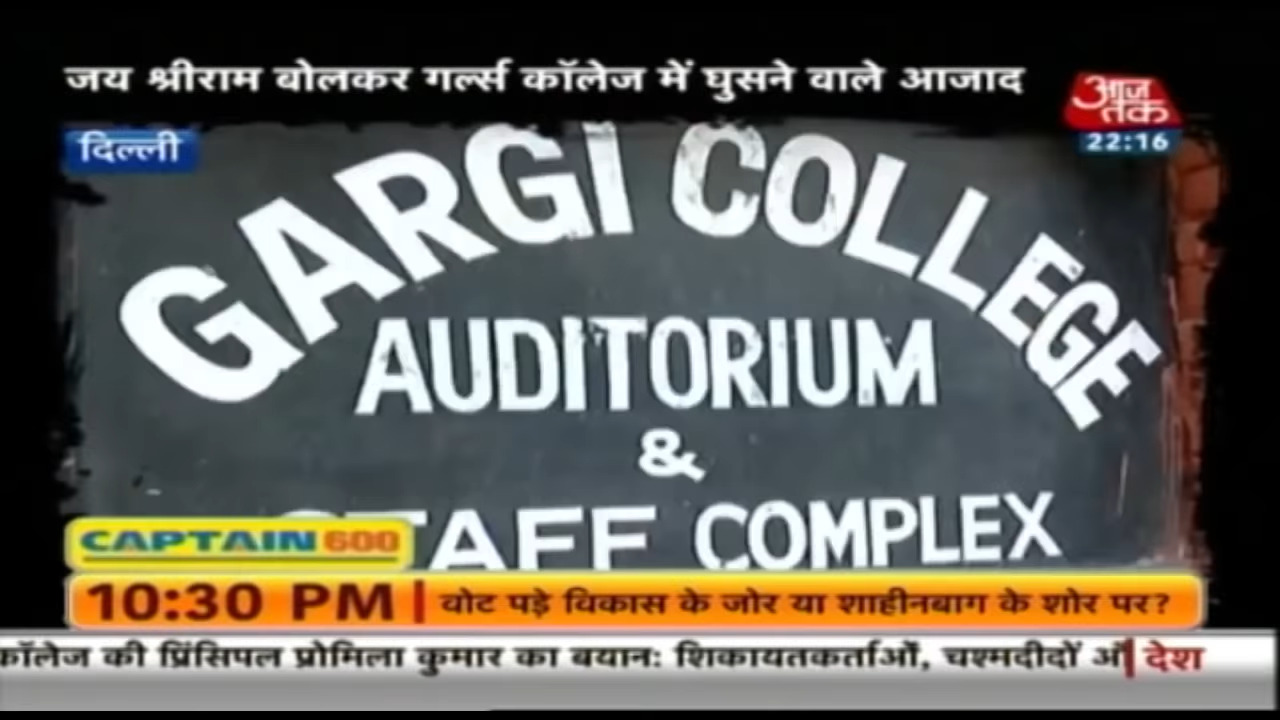 जय श्रीराम बोलकर गर्ल्स कॉलेज में घुसने वाले आजाद
आज
तक
22:16
दिल्ली
GARGI COLLEGE
AUDITORIUM
&
STAFF COMPLEX
CAPTAIN 600
10:30 PM वोट पड़े विकास के जोर या शाहीनबाग के शोर पर?
कॉलेज की प्रिंसिपल प्रोमिला कुमार का बयान: शिकायतकर्ताओं, चश्मदीदों देश